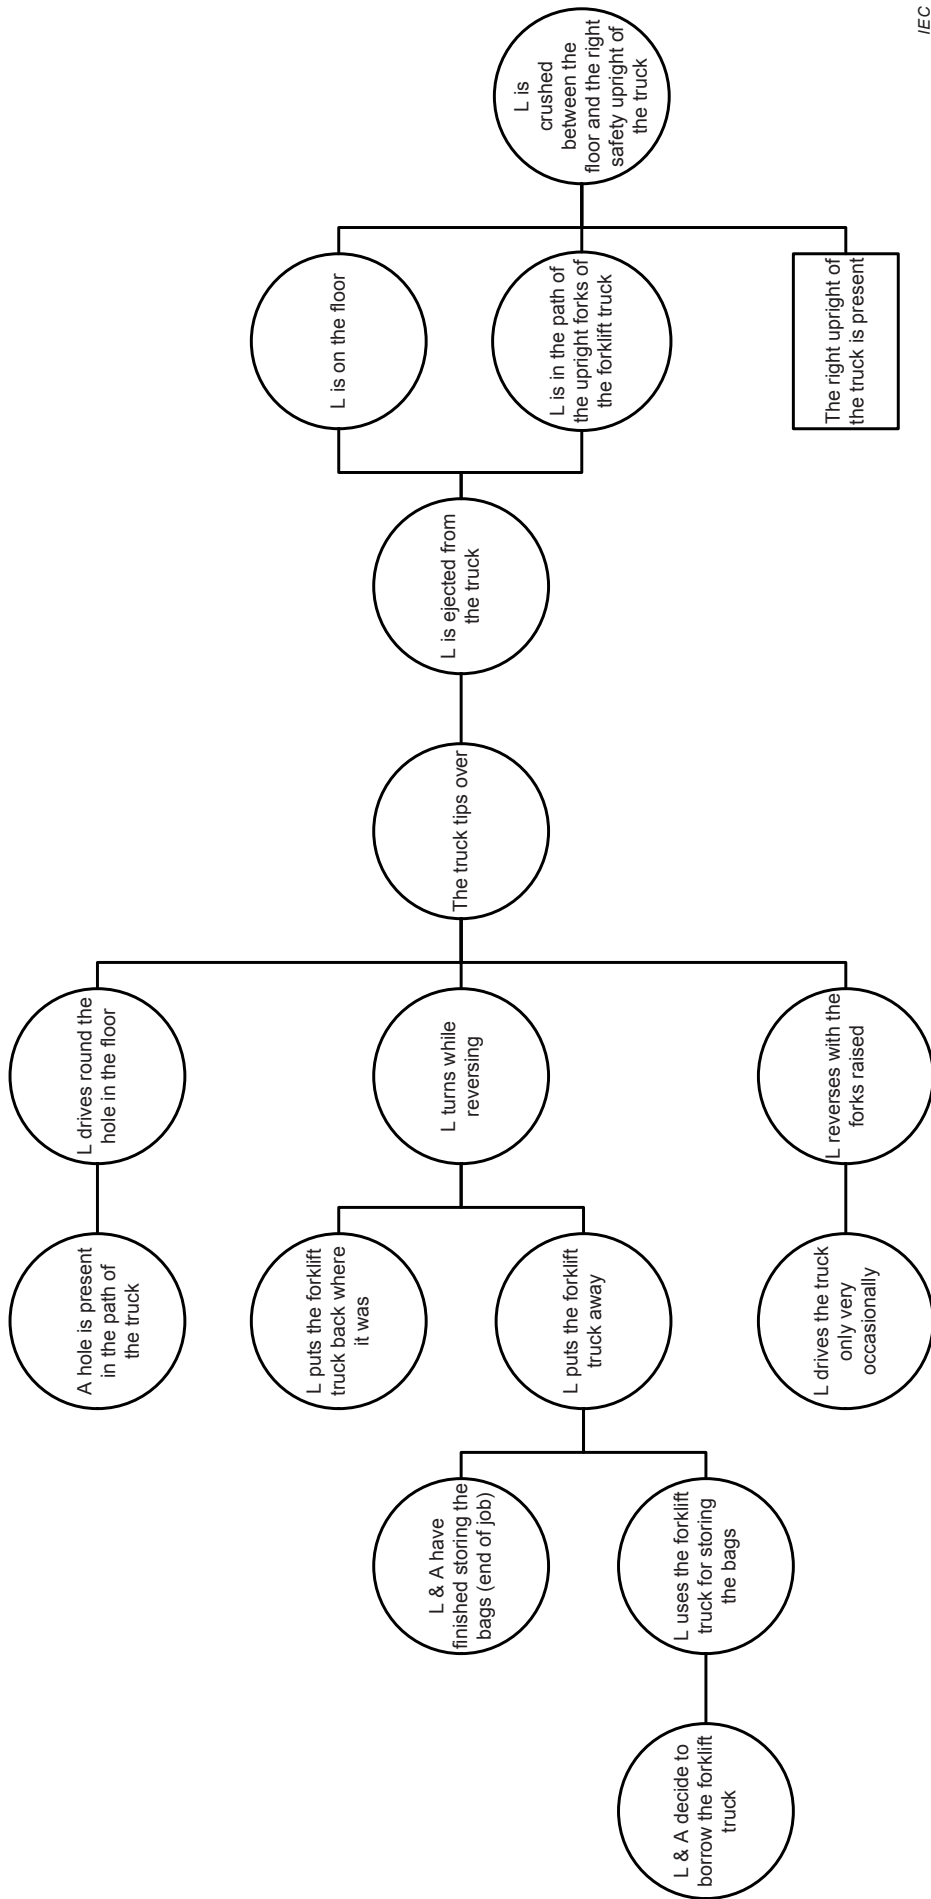 L is
crushed
between the
floor and the right
safety upright of
the truck
L is on the floor
L is in the path of
the upright forks of
the forklift truck
The right upright of
the truck is present
L is ejected from
the truck
The truck tips over
L drives round the
hole in the floor
L turns while
reversing
L reverses with the
forks raised
A hole is present
in the path of
the truck
L puts the forklift
truck back where
it was
L puts the forklift
truck away
L drives the truck
only very
occasionally
L & A have
finished storing the
bags (end of job)
L uses the forklift
truck for storing
the bags
L & A decide to
borrow the forklift
truck
IEC